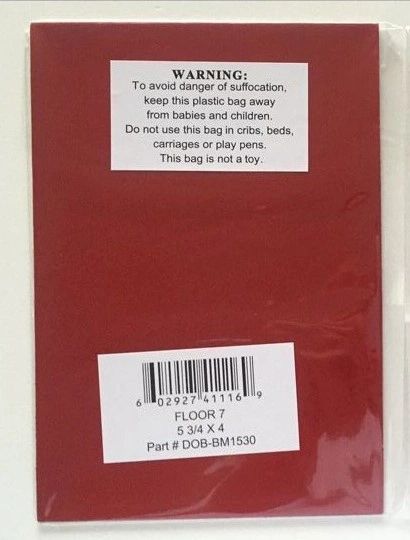 WARNING:
To avoid danger of suffocation,
keep this plastic bag away
from babies and children.
Do not use this bag in cribs, beds,
carriages or play pens.
This bag is not a toy.
6 02927 41116 9
FLOOR 7
5 3/4 X 4
Part # DOB-BM1530